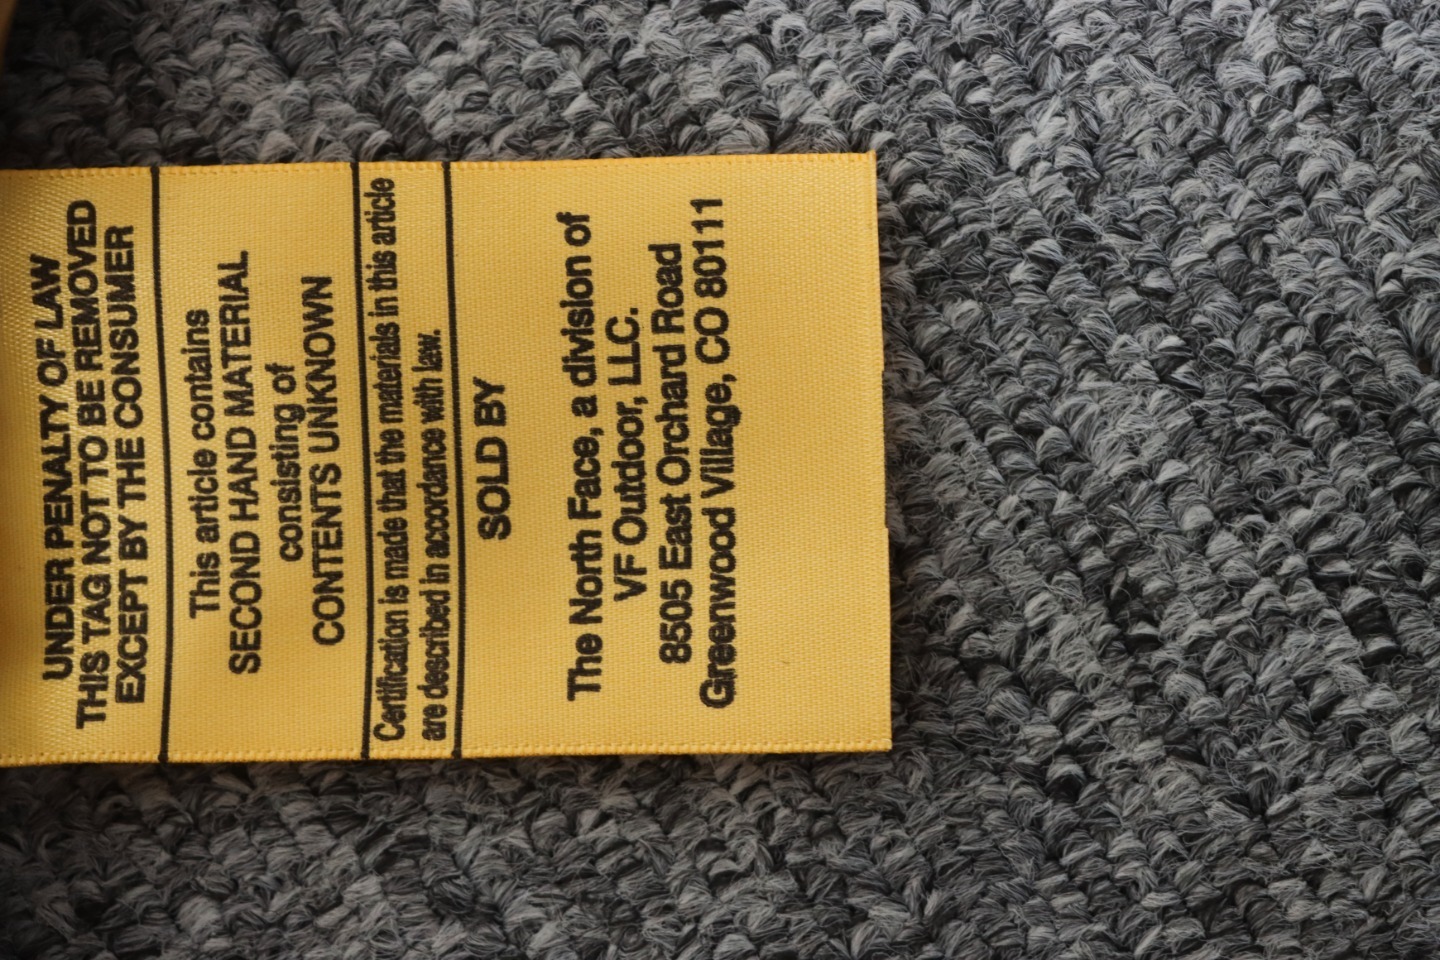 UNDER PENALTY OF LAW
THIS TAG NOT TO BE REMOVED
EXCEPT BY THE CONSUMER
This article contains
SECOND HAND MATERIAL
consisting of
CONTENTS UNKNOWN
Certification is made that the materials in this article
are described in accordance with law.
SOLD BY
The North Face, a division of
VF Outdoor, LLC.
8505 East Orchard Road
Greenwood Village, CO 80111